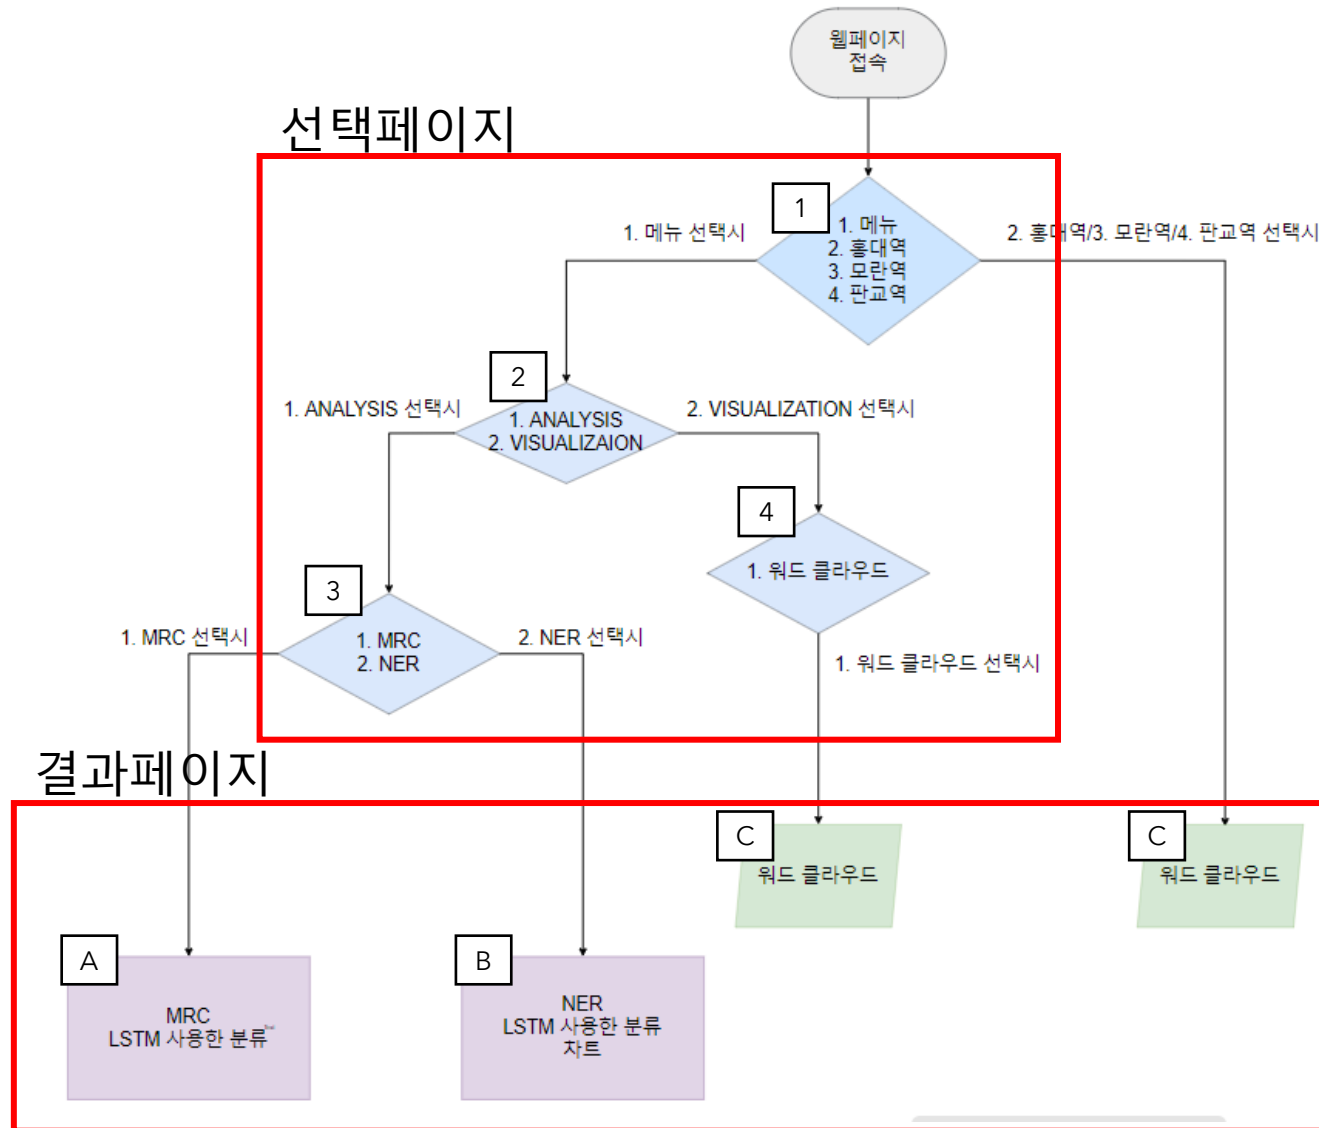 웹페이지
접속
선택페이지
1
1. 메뉴
2. 홍대역
3. 모란역
4. 판교역
1. 메뉴 선택시
2. 홍대역/3. 모란역/4. 판교역 선택시
2
1. ANALYSIS
2. VISUALIZAION
1. ANALYSIS 선택시
2. VISUALIZATION 선택시
4
1. 워드 클라우드
3
1. MRC
2. NER
1. MRC 선택시
2. NER 선택시
1. 워드 클라우드 선택시
결과페이지
C
워드 클라우드
C
워드 클라우드
A
MRC
LSTM 사용한 분류
B
NER
LSTM 사용한 분류
차트